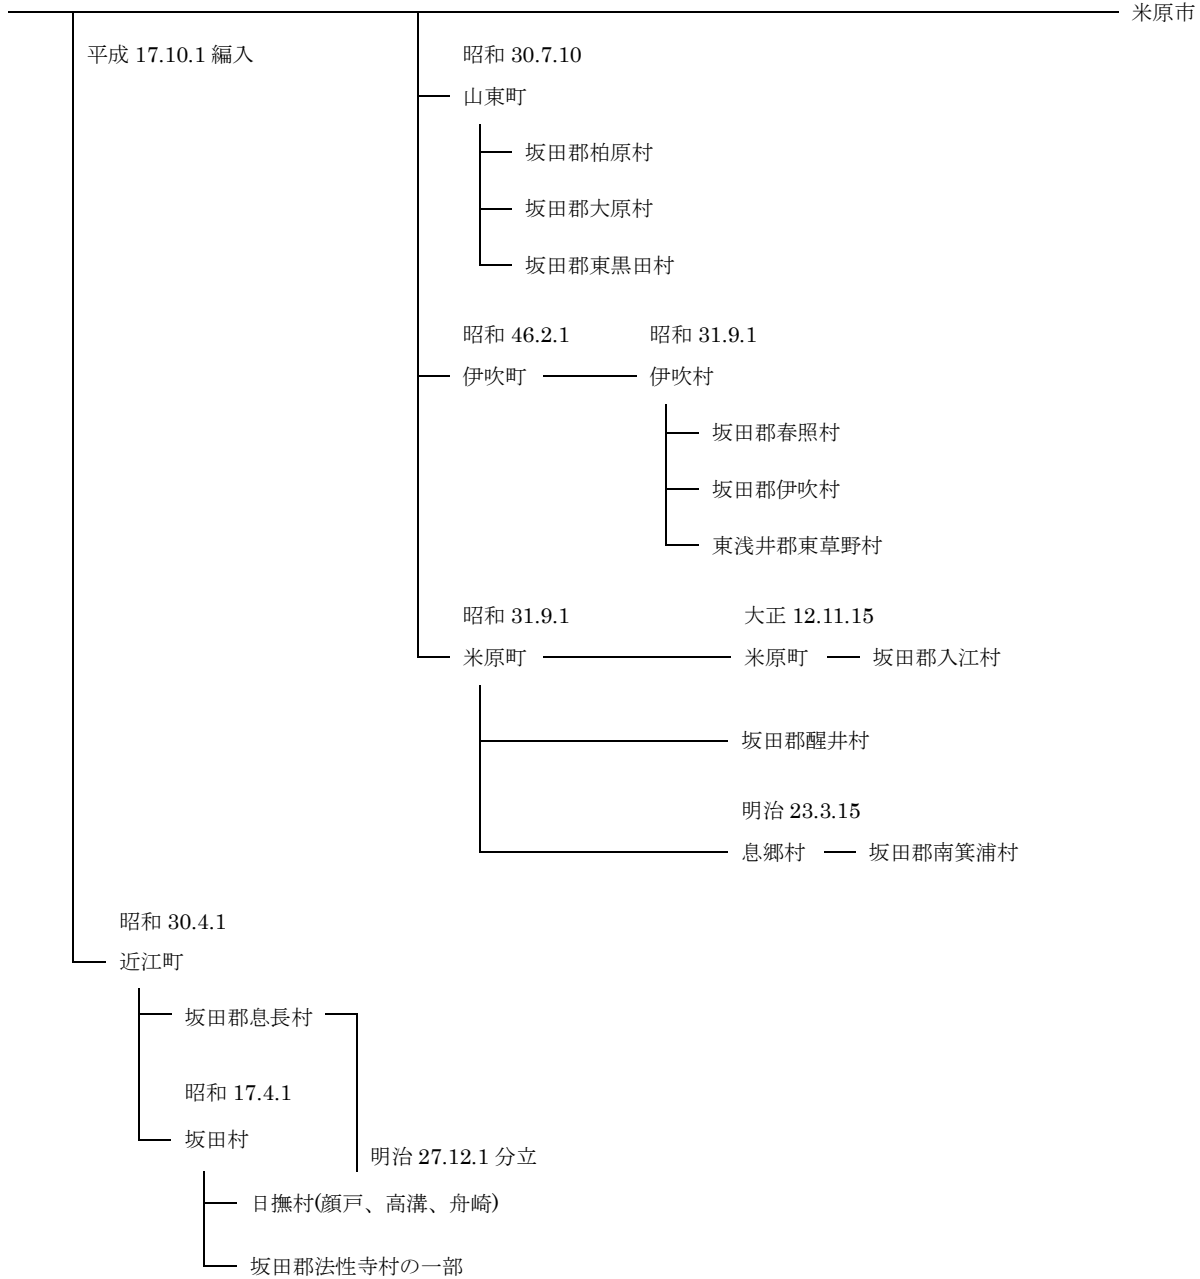 米原市
平成 17.10.1 編入
昭和 30.7.10
山東町
坂田郡柏原村
坂田郡大原村
坂田郡東黒田村
昭和 46.2.1 昭和 31.9.1
伊吹町 伊吹村
坂田郡春照村
坂田郡伊吹村
東浅井郡東草野村
昭和 31.9.1 大正 12.11.15
米原町 米原町 坂田郡入江村
坂田郡醒井村
明治 23.3.15
息郷村 坂田郡南箕浦村
昭和 30.4.1
近江町
坂田郡息長村
昭和 17.4.1
坂田村
明治 27.12.1 分立
日撫村(顔戸、高溝、舟崎)
坂田郡法性寺村の一部